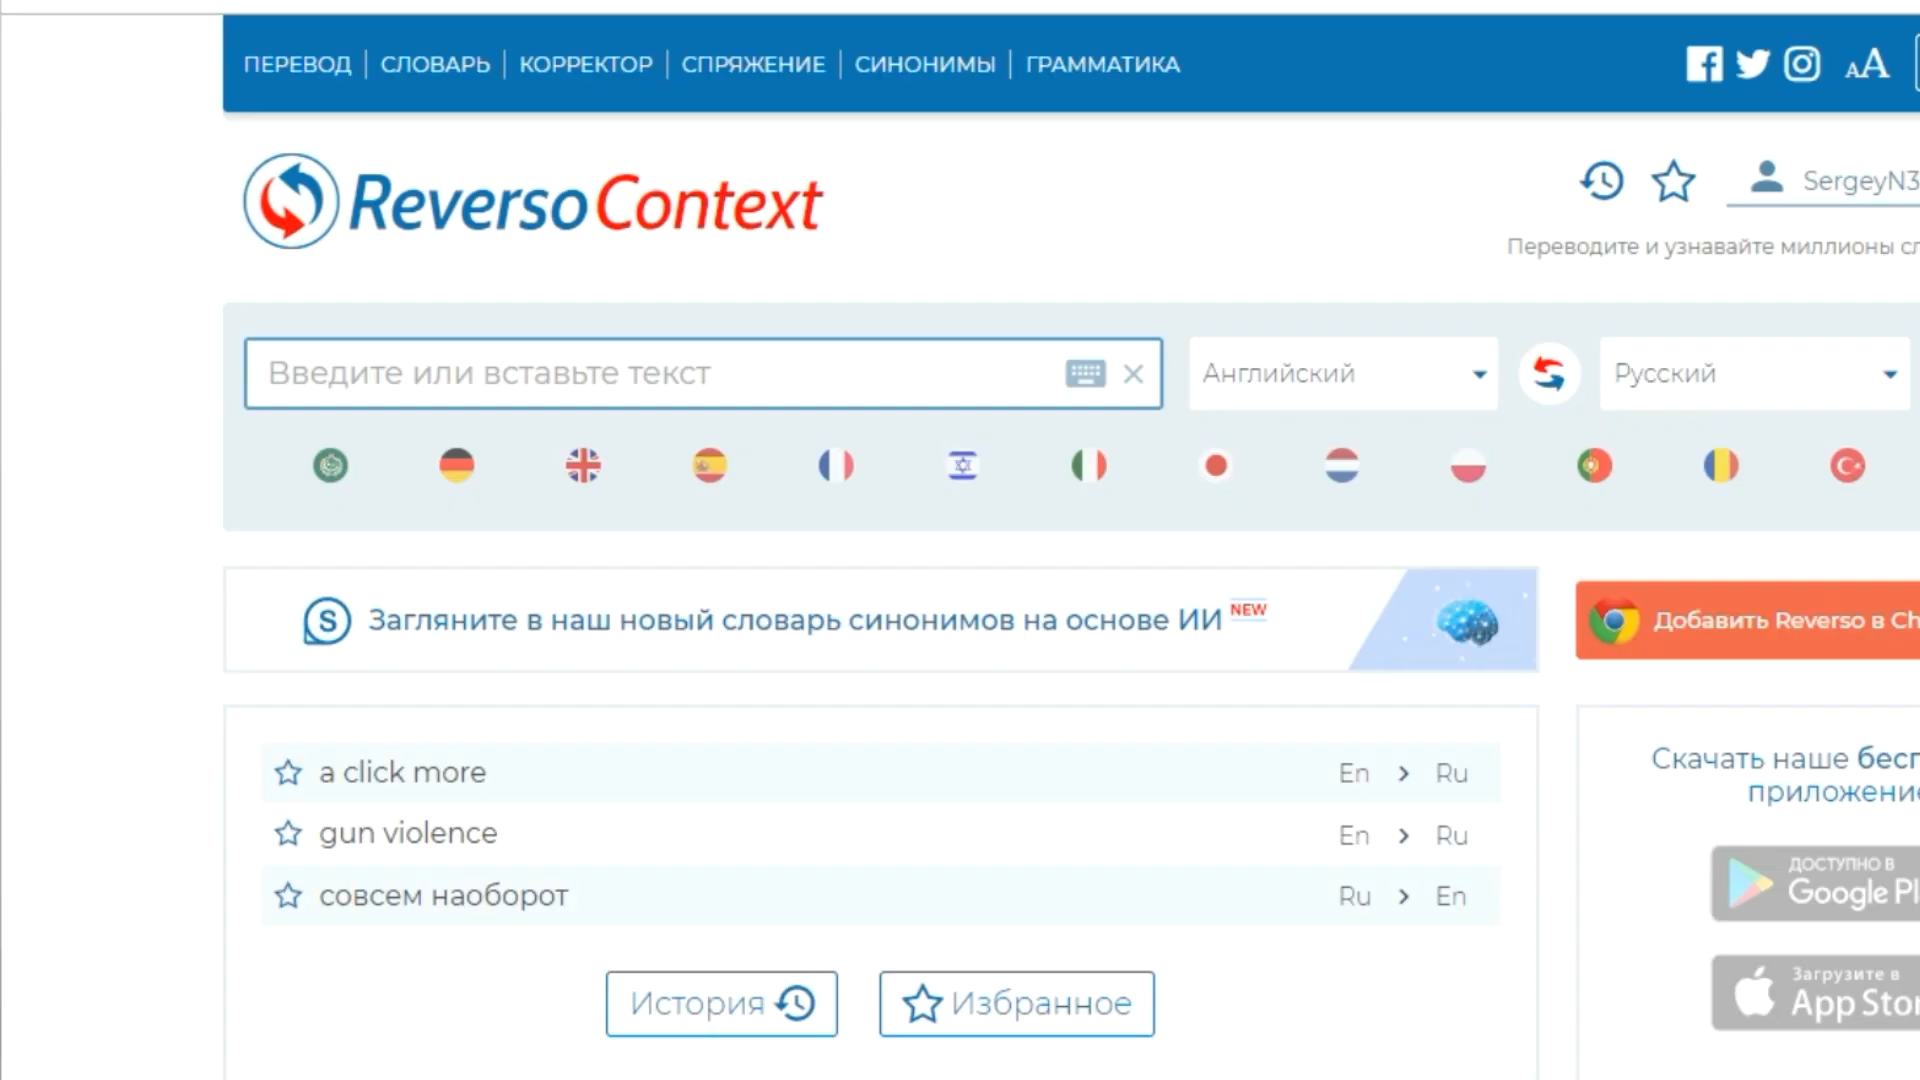 ПЕРЕВОД СЛОВАРЬ КОРРЕКТОР СПРЯЖЕНИЕ СИНОНИМЫ ГРАММАТИКА
AA
Reverso Context
SergeyN3
Переводите и узнавайте миллионы сл
Введите или вставьте текст
Английский
Русский
Загляните в наш новый словарь синонимов на основе ИИ NEW
Добавить Reverso в Ch
a click more En > Ru
gun violence En > Ru
совсем наоборот Ru > En
История
Избранное
Скачать наше бесп
приложение
ДОСТУПНО В
Google Pl
Загрузите в
App Stor